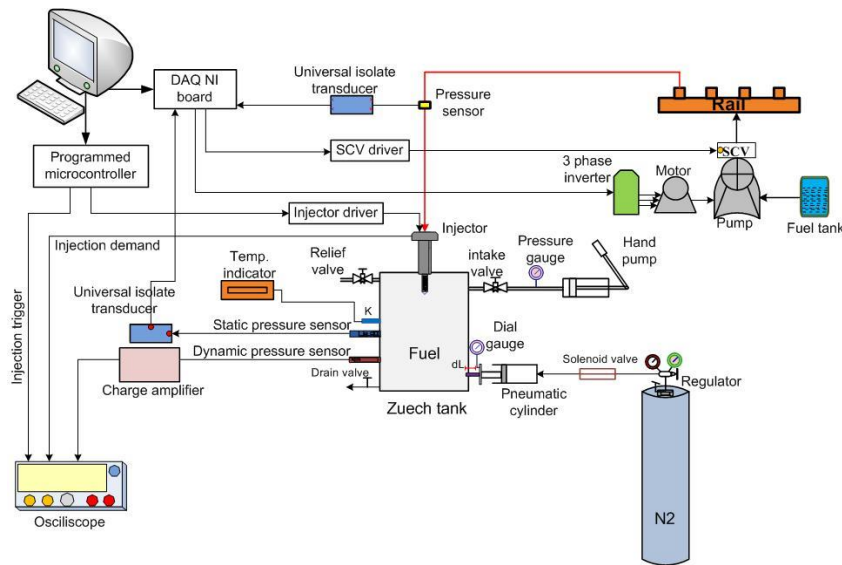 DAQ NI
board
Universal isolate
transducer
Pressure
sensor
Rail
Programmed
microcontroller
SCV driver
SCV
3 phase
inverter
Motor
Pump
Fuel tank
Injector driver
Injection demand
Injector
Temp.
indicator
Relief
valve
intake
valve
Pressure
gauge
Hand
pump
Universal isolate
transducer
K
Static pressure sensor
Dynamic pressure sensor
Fuel
Dial
gauge
dL
Solenoid valve
Regulator
Charge amplifier
Drain valve
Zuech tank
Pneumatic
cylinder
Injection trigger
Osciliscope
N2